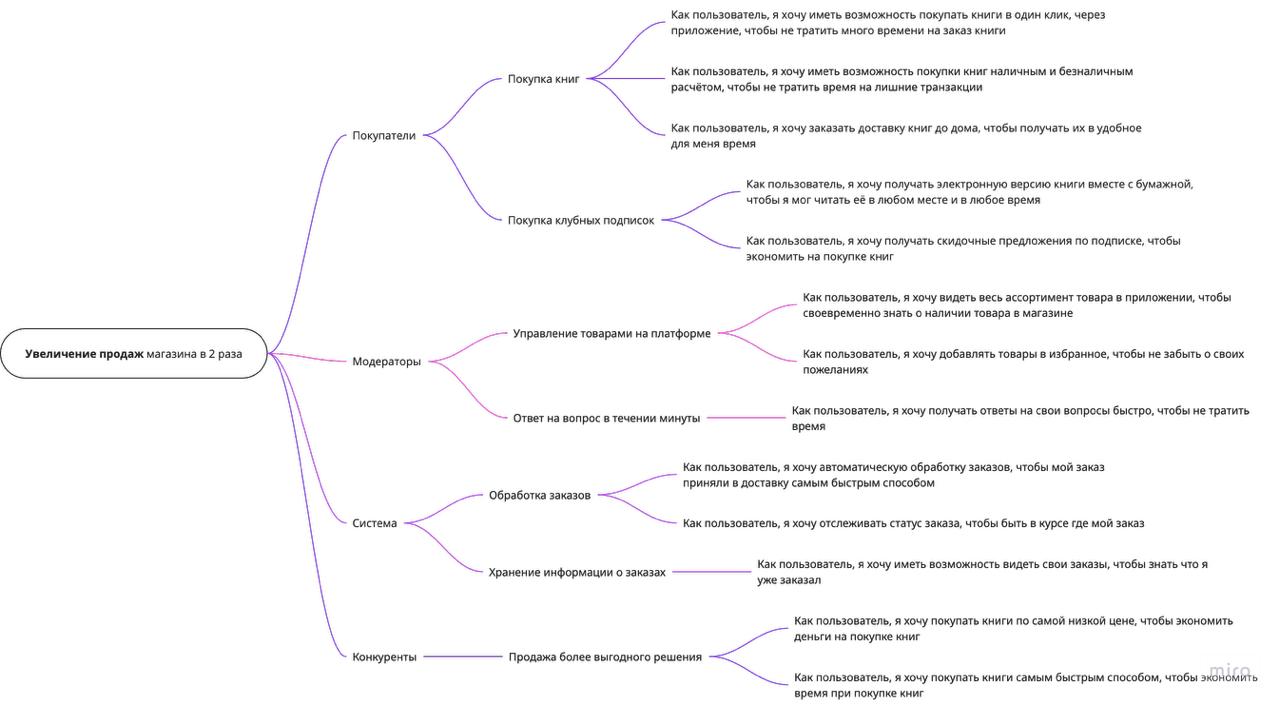 Увеличение продаж магазина в 2 раза
Покупатели
Покупка книг
Как пользователь, я хочу иметь возможность покупать книги в один клик, через
приложение, чтобы не тратить много времени на заказ книги
Как пользователь, я хочу иметь возможность покупки книг наличным и безналичным
расчётом, чтобы не тратить время на лишние транзакции
Как пользователь, я хочу заказать доставку книг до дома, чтобы получать их в удобное
для меня время
Покупка клубных подписок
Как пользователь, я хочу получать электронную версию книги вместе с бумажной,
чтобы я мог читать её в любом месте и в любое время
Как пользователь, я хочу получать скидочные предложения по подписке, чтобы
экономить на покупке книг
Модераторы
Управление товарами на платформе
Как пользователь, я хочу видеть весь ассортимент товара в приложении, чтобы
своевременно знать о наличии товара в магазине
Как пользователь, я хочу добавлять товары в избранное, чтобы не забыть о своих
пожеланиях
Ответ на вопрос в течении минуты
Как пользователь, я хочу получать ответы на свои вопросы быстро, чтобы не тратить
время
Система
Обработка заказов
Как пользователь, я хочу автоматическую обработку заказов, чтобы мой заказ
приняли в доставку самым быстрым способом
Как пользователь, я хочу отслеживать статус заказа, чтобы быть в курсе где мой заказ
Хранение информации о заказах
Как пользователь, я хочу иметь возможность видеть свои заказы, чтобы знать что я
уже заказал
Конкуренты
Продажа более выгодного решения
Как пользователь, я хочу покупать книги по самой низкой цене, чтобы экономить
деньги на покупке книг
Как пользователь, я хочу покупать книги самым быстрым способом, чтобы экономить
время при покупке книг
miro